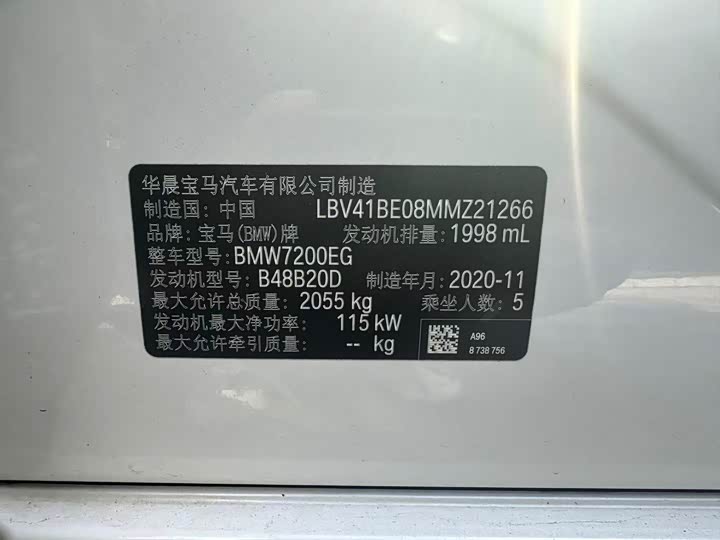 华晨宝马汽车有限公司制造
制造国: 中国 LBV41BE08MMZ21266
品牌: 宝马(BMW)牌 发动机排量: 1998 mL
整车型号: BMW7200EG
发动机型号: B48B20D 制造年月: 2020-11
最大允许总质量: 2055 kg 乘坐人数: 5
发动机最大净功率: 115 kW
最大允许牵引质量: -- kg
A96
8 738 756